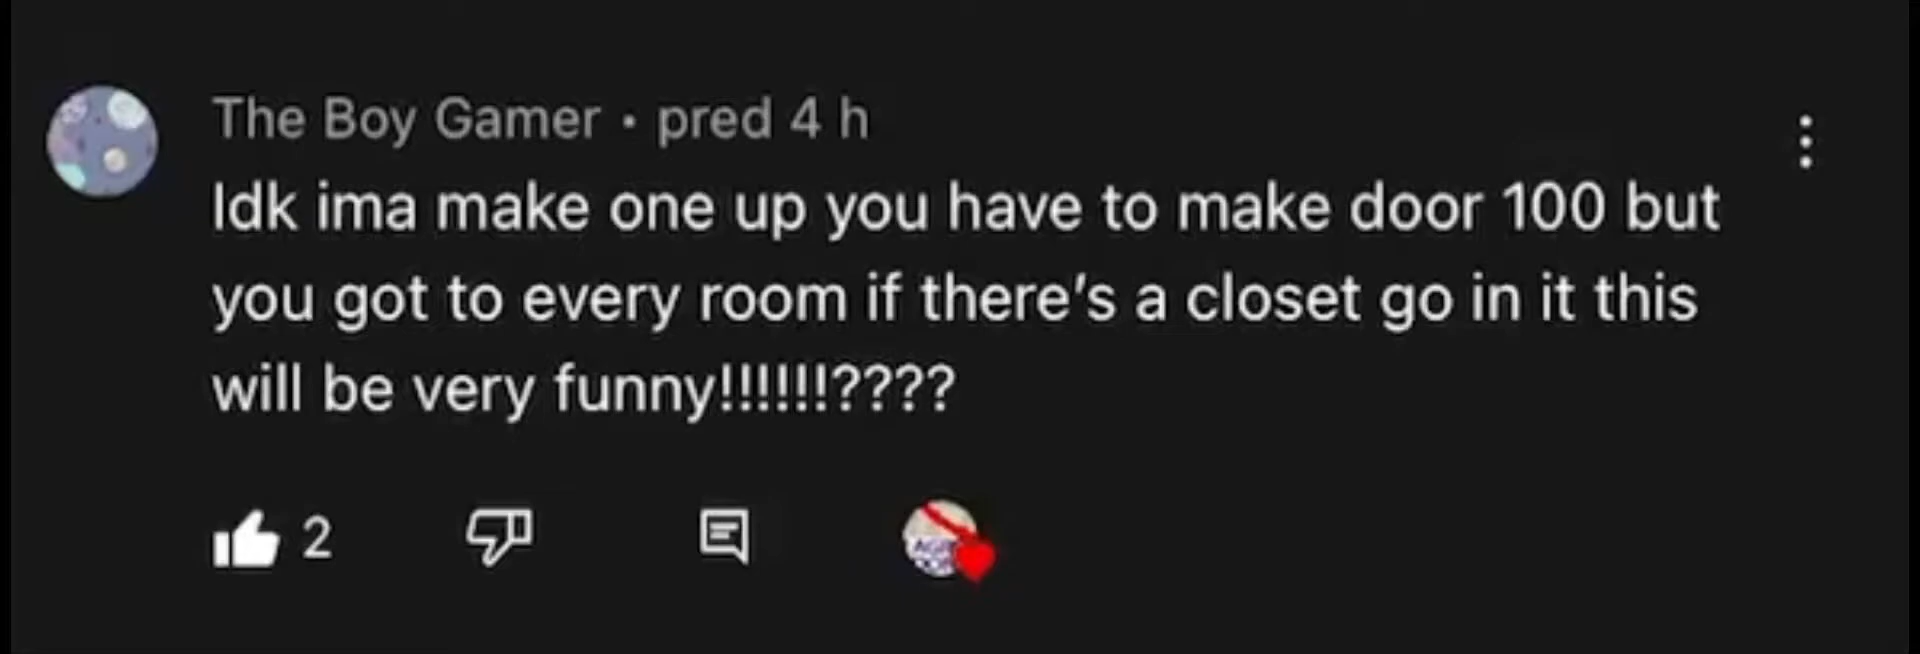 The Boy Gamer • pred 4 h
Idk ima make one up you have to make door 100 but
you got to every room if there's a closet go in it this
will be very funny!!!!!!????
2